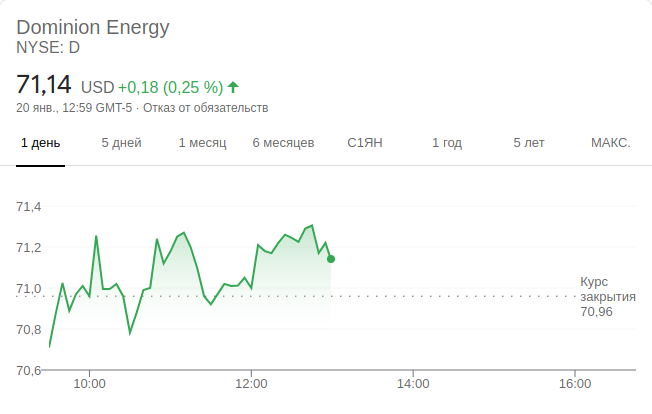 Dominion Energy
NYSE: D
71,14 USD +0,18 (0,25 %)
20 янв., 12:59 GMT-5 · Отказ от обязательств
1 день 5 дней 1 месяц 6 месяцев С1ЯН 1 год 5 лет МАКС.
71,4
71,2
71,0
70,8
70,6
Курс
закрытия
70,96
10:00 12:00 14:00 16:00